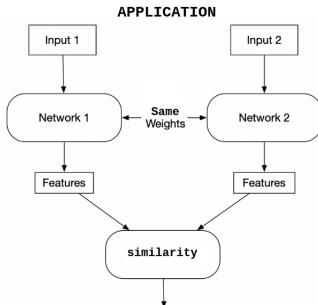 APPLICATION
Input 1
Input 2
Network 1
Same
Weights
Network 2
Features
Features
similarity